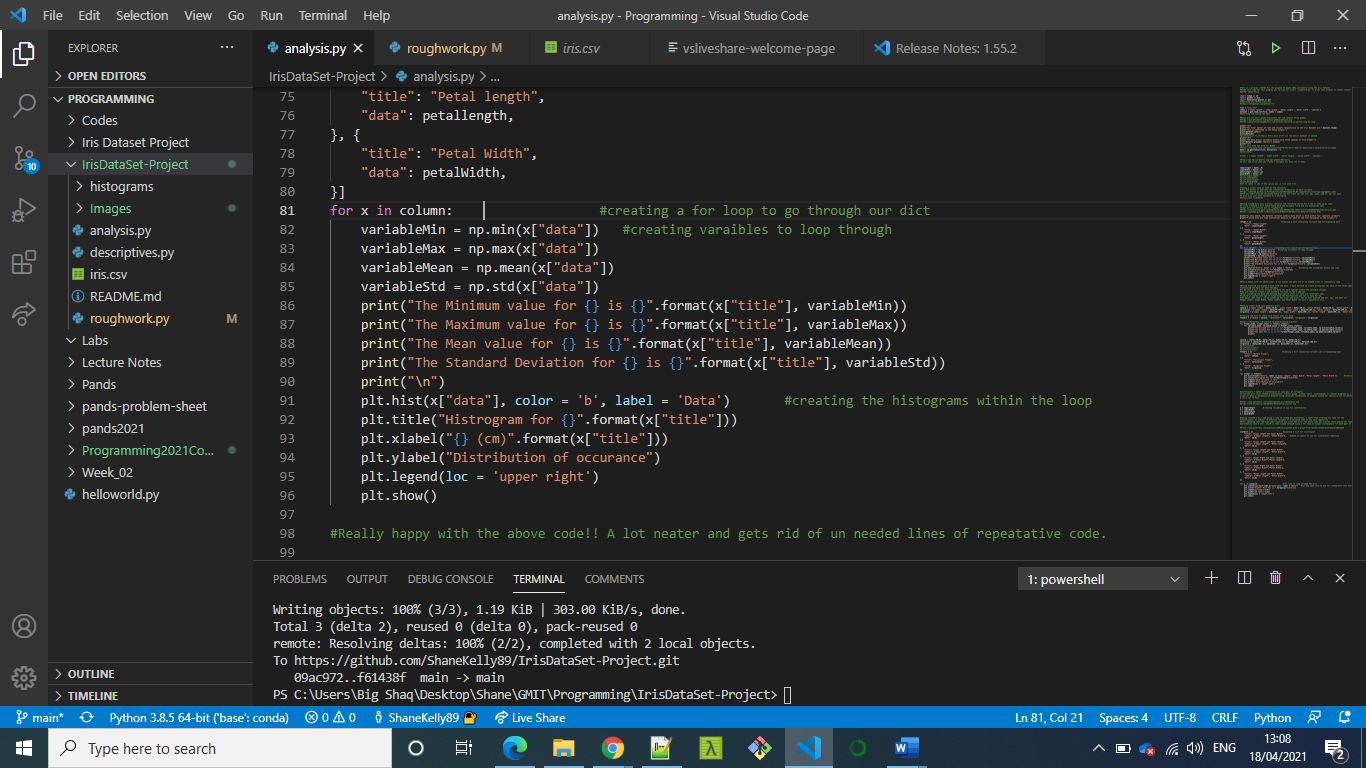 File Edit Selection View Go Run Terminal Help
analysis.py - Programming - Visual Studio Code
EXPLORER
OPEN EDITORS
PROGRAMMING
Codes
Iris Dataset Project
IrisDataSet-Project
histograms
Images
analysis.py
descriptives.py
iris.csv
README.md
roughwork.py M
Labs
Lecture Notes
Pands
pands-problem-sheet
pands2021
Programming2021Co...
Week_02
helloworld.py
OUTLINE
TIMELINE
10
analysis.py
roughwork.py M
iris.csv
vsliveshare-welcome-page
Release Notes: 1.55.2
IrisDataSet-Project > analysis.py > ...
75 "title": "Petal length",
76 "data": petallength,
77 }, {
78 "title": "Petal Width",
79 "data": petalWidth,
80 }]
81 for x in column: #creating a for loop to go through our dict
82 variableMin = np.min(x["data"]) #creating varaibles to loop through
83 variableMax = np.max(x["data"])
84 variableMean = np.mean(x["data"])
85 variableStd = np.std(x["data"])
86 print("The Minimum value for {} is {}".format(x["title"], variableMin))
87 print("The Maximum value for {} is {}".format(x["title"], variableMax))
88 print("The Mean value for {} is {}".format(x["title"], variableMean))
89 print("The Standard Deviation for {} is {}".format(x["title"], variableStd))
90 print("\n")
91 plt.hist(x["data"], color = 'b', label = 'Data') #creating the histograms within the loop
92 plt.title("Histrogram for {}".format(x["title"]))
93 plt.xlabel("{} (cm)".format(x["title"]))
94 plt.ylabel("Distribution of occurance")
95 plt.legend(loc = 'upper right')
96 plt.show()
97
98 #Really happy with the above code!! A lot neater and gets rid of un needed lines of repeatative code.
99
PROBLEMS OUTPUT DEBUG CONSOLE TERMINAL COMMENTS
1: powershell
Writing objects: 100% (3/3), 1.19 KiB | 303.00 KiB/s, done.
Total 3 (delta 2), reused 0 (delta 0), pack-reused 0
remote: Resolving deltas: 100% (2/2), completed with 2 local objects.
To https://github.com/ShaneKelly89/IrisDataSet-Project.git
09ac972..f61438f main -> main
PS C:\Users\Big Shaq\Desktop\Shane\GMIT\Programming\IrisDataSet-Project>
main* Python 3.8.5 64-bit ('base': conda) 0 0 ShaneKelly89 Live Share
Ln 81, Col 21 Spaces: 4 UTF-8 CRLF Python
Type here to search
ENG
13:08
18/04/2021
2